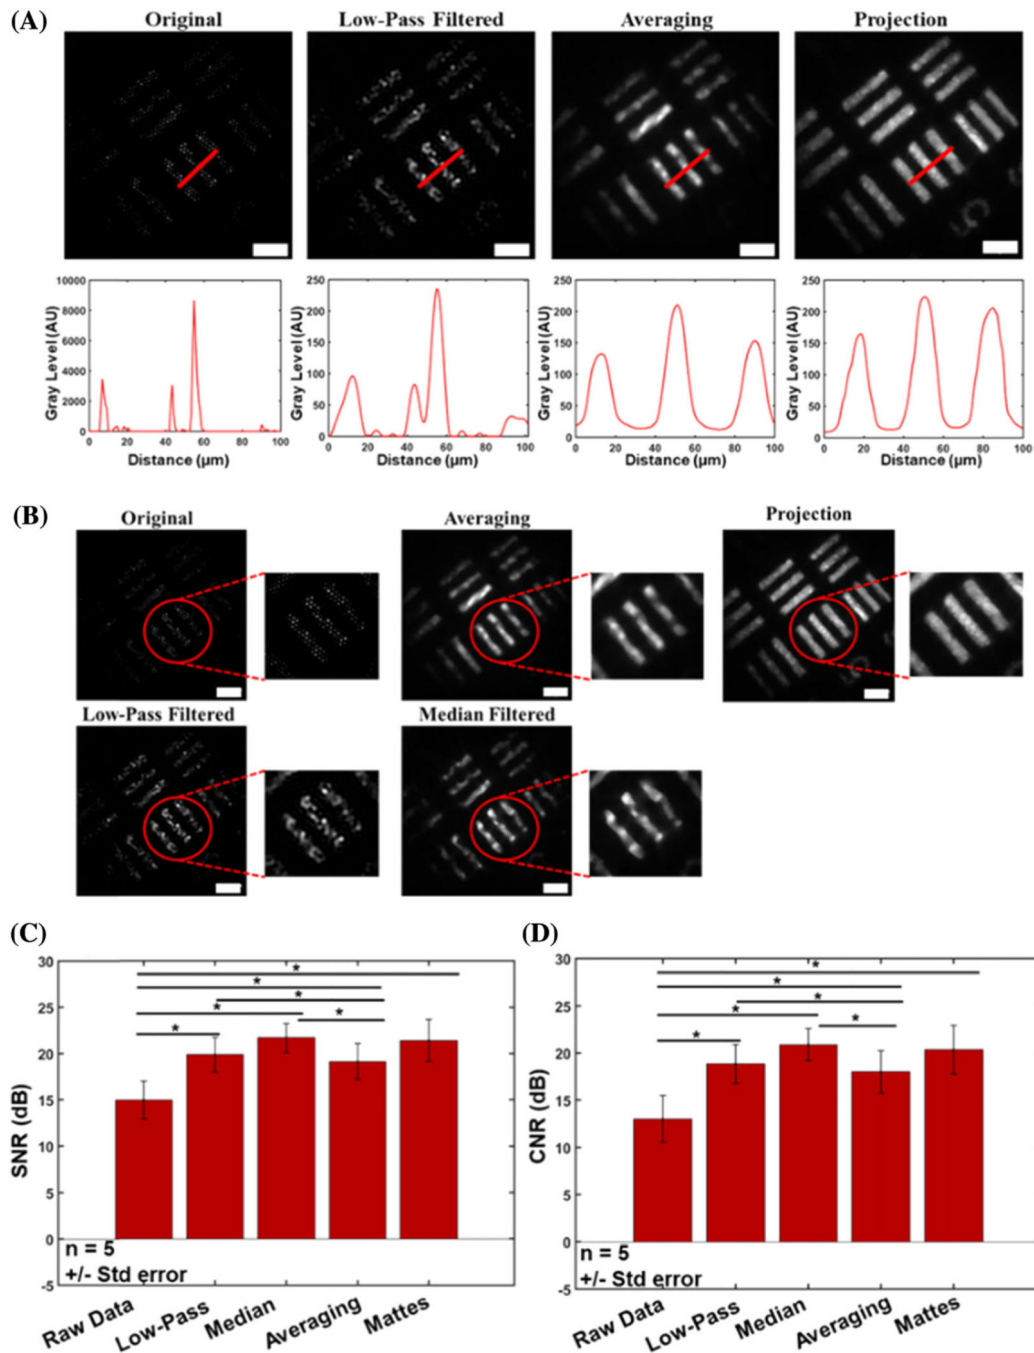 (A)
Original
Low-Pass Filtered
Averaging
Projection
10000
8000
6000
4000
2000
0
Gray Level (AU)
0 20 40 60 80 100
Distance (µm)
250
200
150
100
50
0
Gray Level (AU)
0 20 40 60 80 100
Distance (µm)
250
200
150
100
50
0
Gray Level (AU)
0 20 40 60 80 100
Distance (µm)
250
200
150
100
50
0
Gray Level (AU)
0 20 40 60 80 100
Distance (µm)
(B)
Original
Averaging
Projection
Low-Pass Filtered
Median Filtered
(C)
30
25
20
15
10
5
0
-5
SNR (dB)
*
*
*
*
*
*
n = 5
+/- Std error
Raw Data
Low-Pass
Median
Averaging
Mattes
(D)
30
25
20
15
10
5
0
-5
CNR (dB)
*
*
*
*
*
*
n = 5
+/- Std error
Raw Data
Low-Pass
Median
Averaging
Mattes